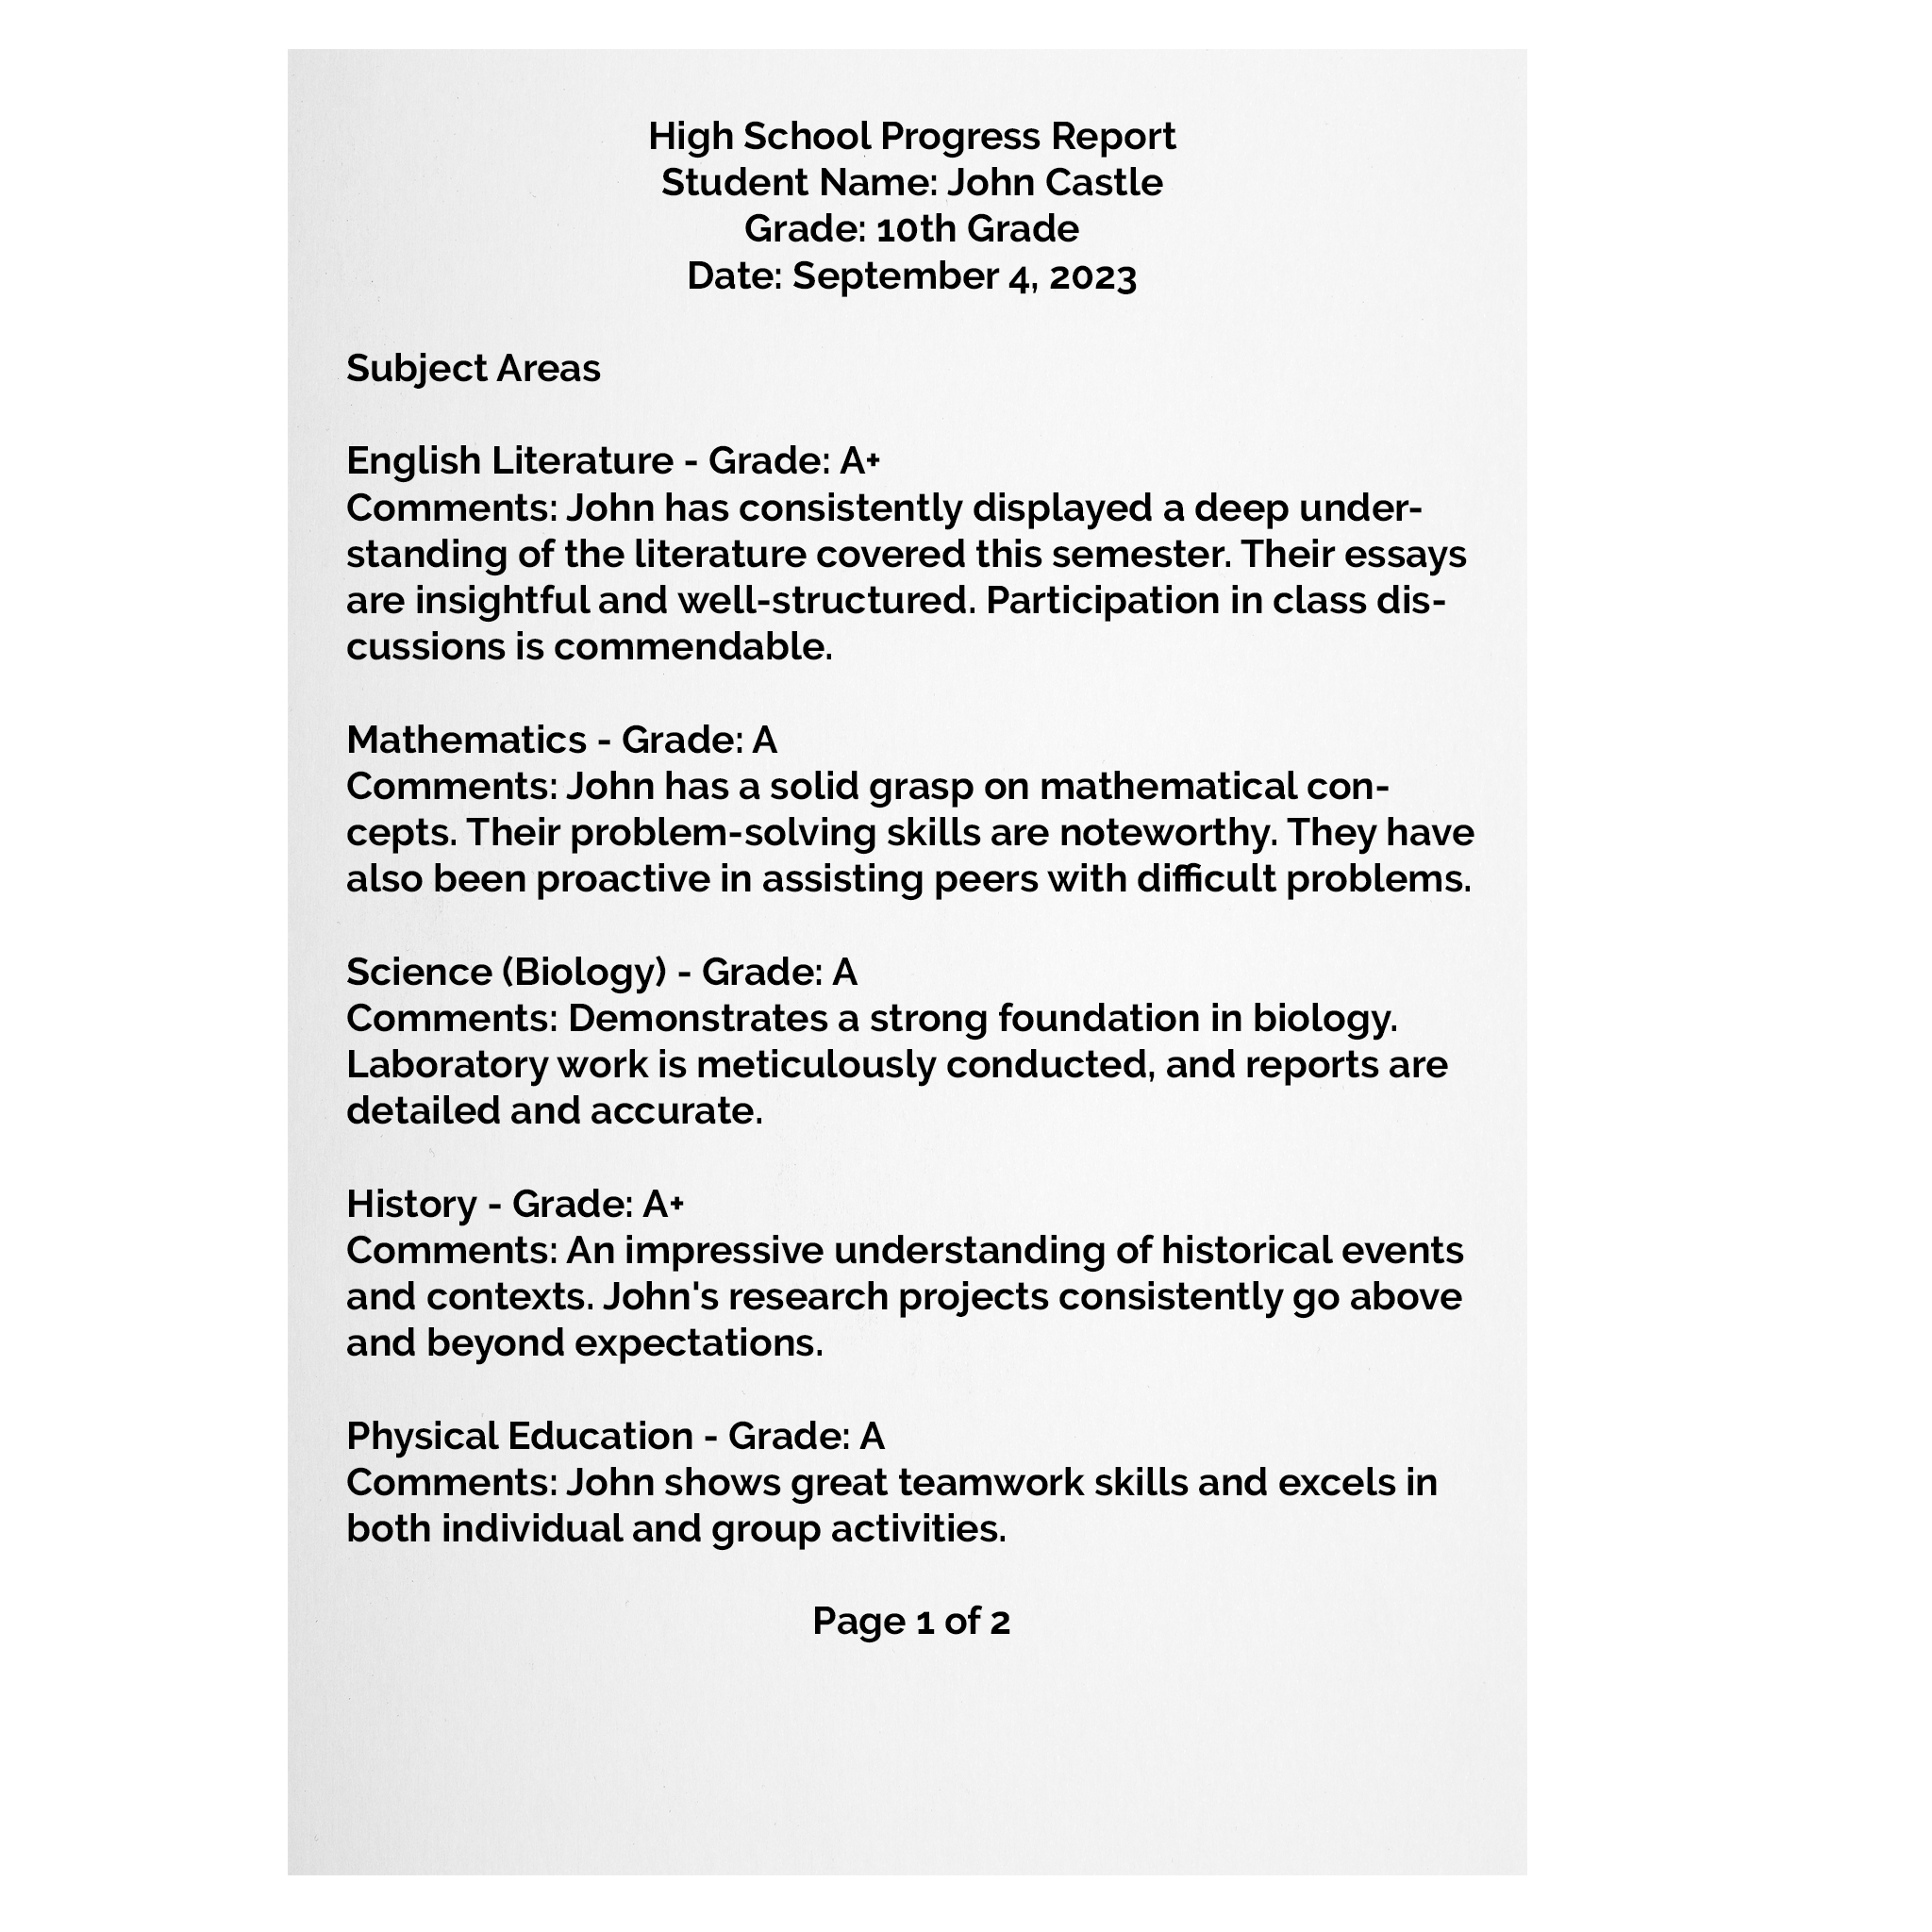 High School Progress Report
Student Name: John Castle
Grade: 10th Grade
Date: September 4, 2023
Subject Areas
English Literature - Grade: A+
Comments: John has consistently displayed a deep under-
standing of the literature covered this semester. Their essays
are insightful and well-structured. Participation in class dis-
cussions is commendable.
Mathematics - Grade: A
Comments: John has a solid grasp on mathematical con-
cepts. Their problem-solving skills are noteworthy. They have
also been proactive in assisting peers with difficult problems.
Science (Biology) - Grade: A
Comments: Demonstrates a strong foundation in biology.
Laboratory work is meticulously conducted, and reports are
detailed and accurate.
History - Grade: A+
Comments: An impressive understanding of historical events
and contexts. John's research projects consistently go above
and beyond expectations.
Physical Education - Grade: A
Comments: John shows great teamwork skills and excels in
both individual and group activities.
Page 1 of 2